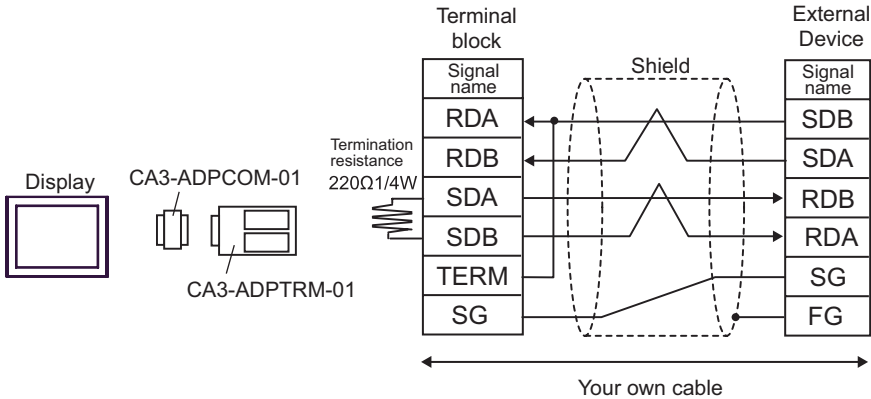 Terminal
block
External
Device
Signal
name
Shield
Signal
name
RDA
SDB
Termination
resistance
220Ω1/4W
RDB
SDA
Display
CA3-ADPCOM-01
SDA
RDB
SDB
RDA
CA3-ADPTRM-01
TERM
SG
SG
FG
Your own cable